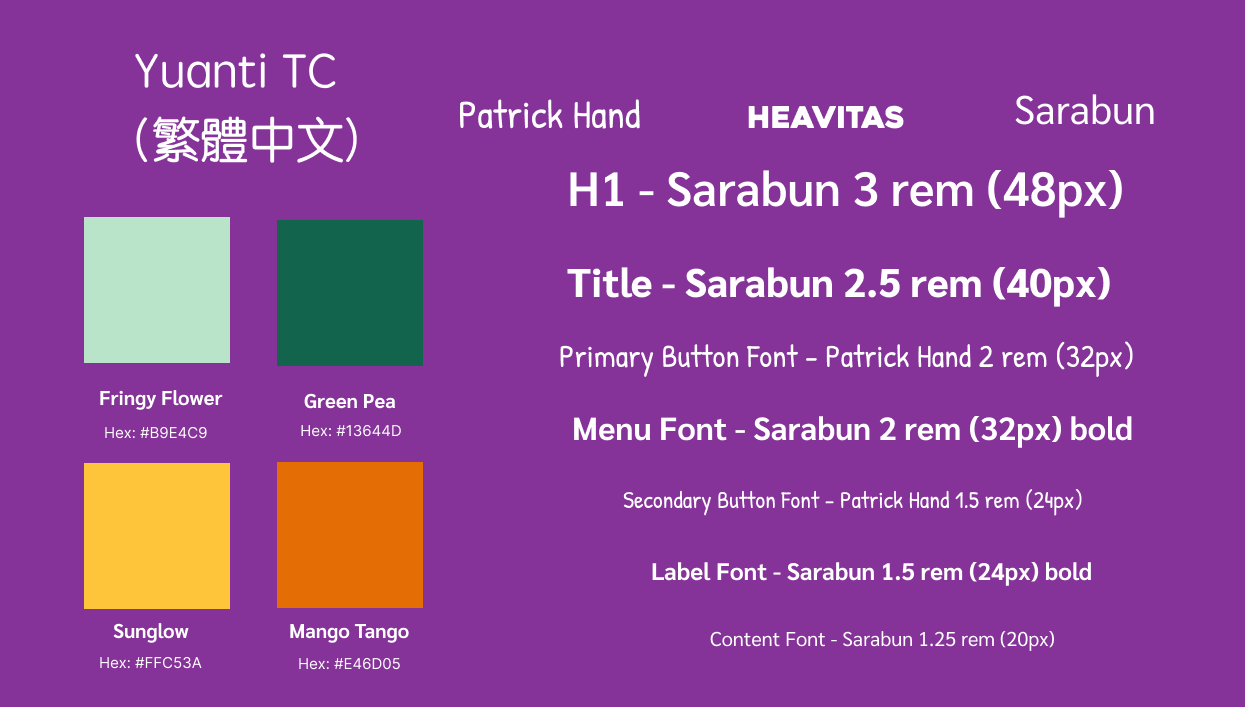 Yuanti TC
(繁體中文)
Patrick Hand
HEAVITAS
Sarabun
H1 - Sarabun 3 rem (48px)
Title - Sarabun 2.5 rem (40px)
Primary Button Font - Patrick Hand 2 rem (32px)
Menu Font - Sarabun 2 rem (32px) bold
Secondary Button Font - Patrick Hand 1.5 rem (24px)
Label Font - Sarabun 1.5 rem (24px) bold
Content Font - Sarabun 1.25 rem (20px)
Fringy Flower
Hex: #B9E4C9
Green Pea
Hex: #13644D
Sunglow
Hex: #FFC53A
Mango Tango
Hex: #E46D05